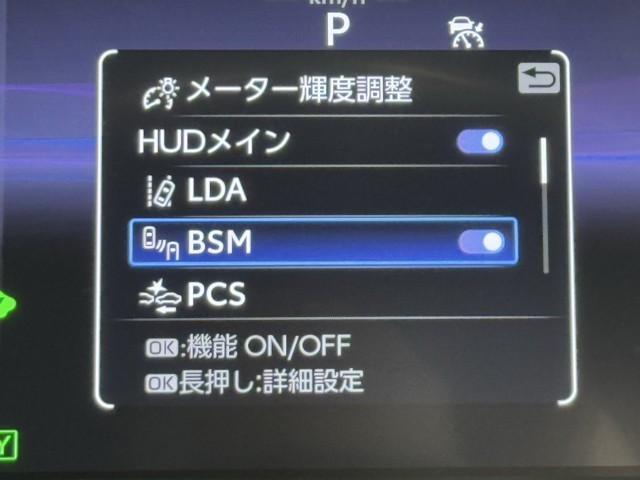 km/h
P
メーター輝度調整
HUDメイン
LDA
BSM
PCS
OK:機能 ON/OFF
OK長押し:詳細設定
Y